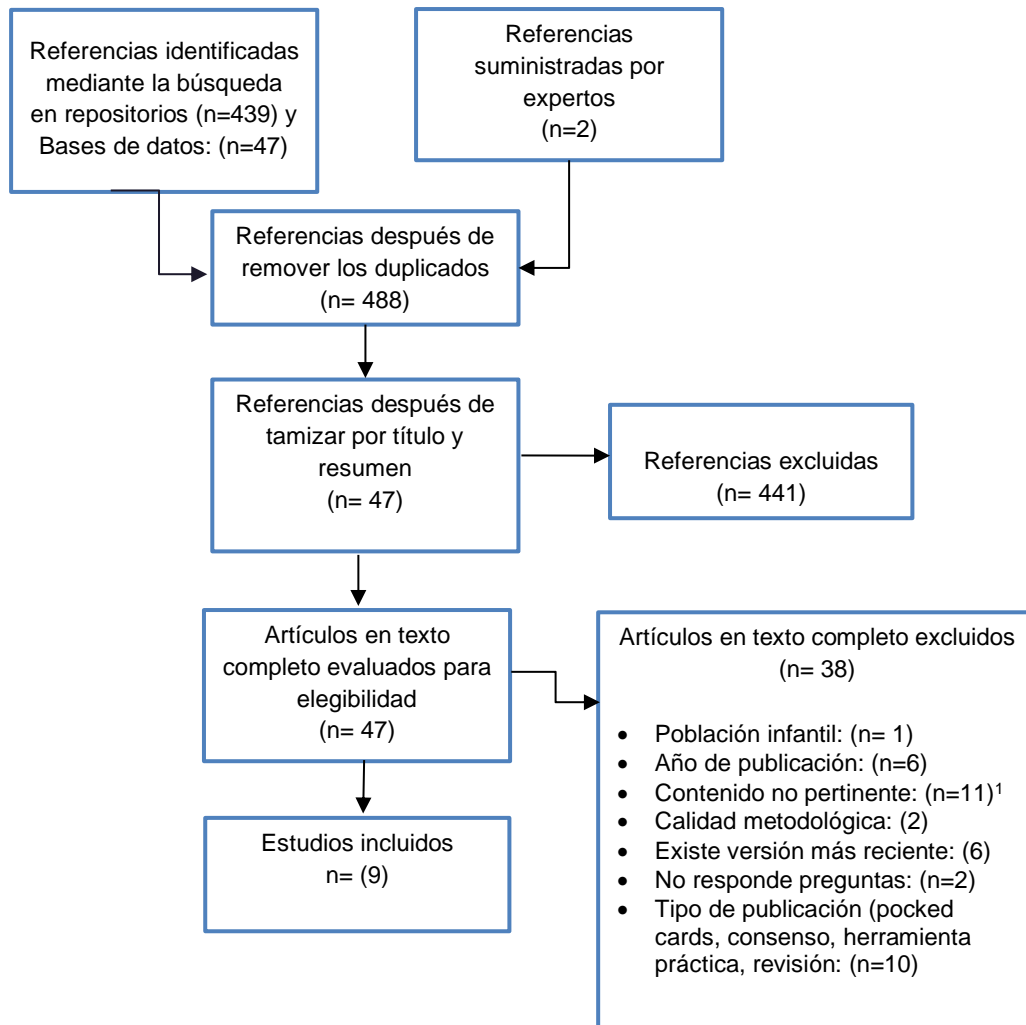 Referencias identificadas
mediante la búsqueda
en repositorios (n=439) y
Bases de datos: (n=47)
Referencias
suministradas por
expertos
(n=2)
Referencias después de
remover los duplicados
(n= 488)
Referencias después de
tamizar por título y
resumen
(n= 47)
Referencias excluidas
(n= 441)
Artículos en texto
completo evaluados para
elegibilidad
(n= 47)
Artículos en texto completo excluidos
(n= 38)
• Población infantil: (n= 1)
• Año de publicación: (n=6)
• Contenido no pertinente: (n=11)¹
• Calidad metodológica: (2)
• Existe versión más reciente: (6)
• No responde preguntas: (n=2)
• Tipo de publicación (pocked
cards, consenso, herramienta
práctica, revisión: (n=10)
Estudios incluidos
n= (9)